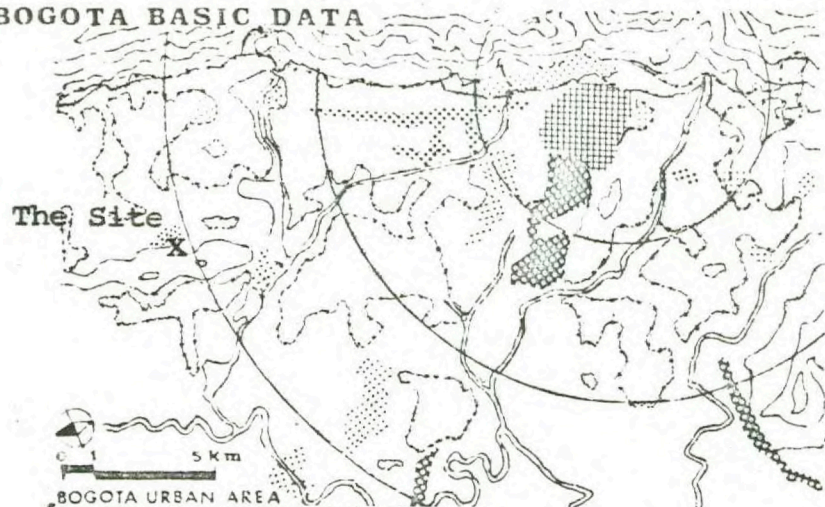 BOGOTA BASIC DATA
The Site
X
0 1 5 km
BOGOTA URBAN AREA